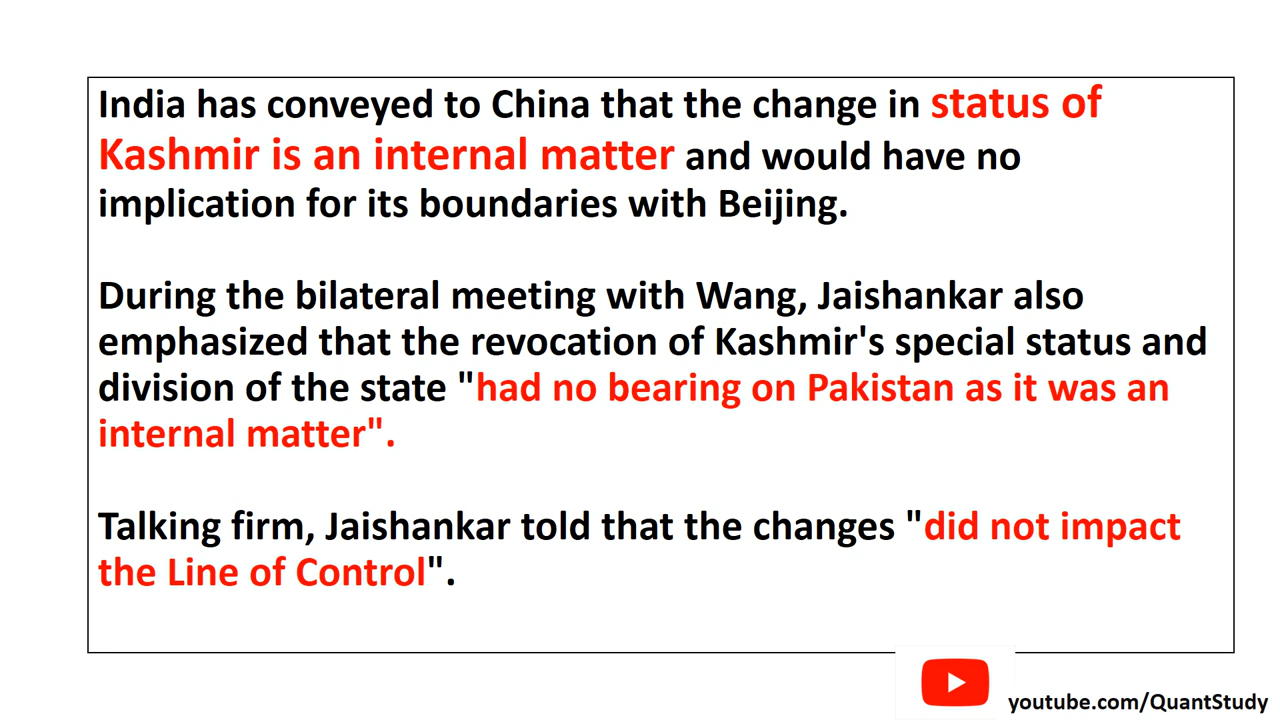 India has conveyed to China that the change in status of
Kashmir is an internal matter and would have no
implication for its boundaries with Beijing.
During the bilateral meeting with Wang, Jaishankar also
emphasized that the revocation of Kashmir's special status and
division of the state "had no bearing on Pakistan as it was an
internal matter".
Talking firm, Jaishankar told that the changes "did not impact
the Line of Control".
youtube.com/QuantStudy